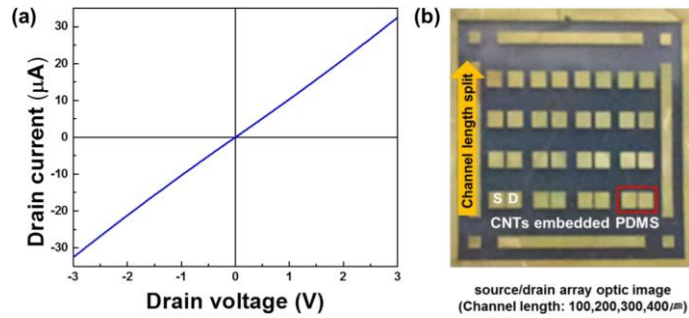 (a)
30
20
10
0
-10
-20
-30
Drain current (μA)
-3 -2 -1 0 1 2 3
Drain voltage (V)
(b)
Channel length split
S D
CNTs embedded PDMS
source/drain array optic image
(Channel length: 100,200,300,400㎛)